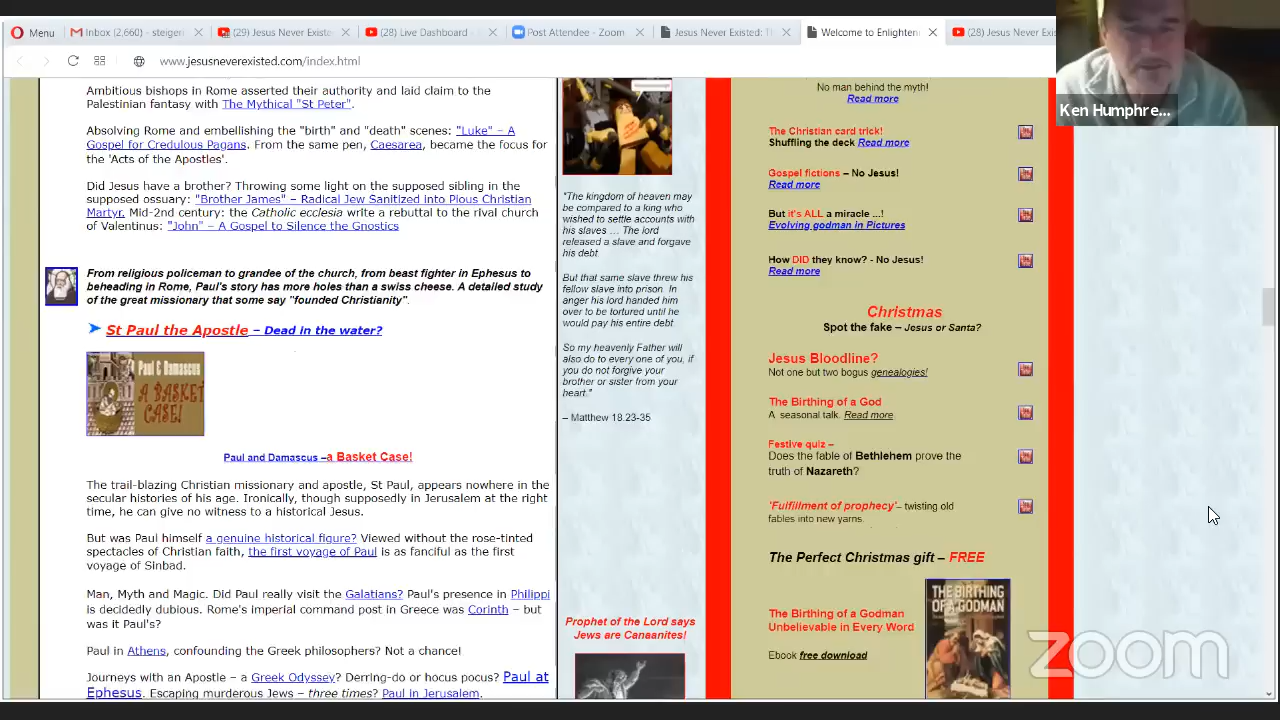 Menu
Inbox (2,660) - steigeri
(29) Jesus Never Existe
(28) Live Dashboard -
Post Attendee - Zoom
Jesus Never Existed: T
Welcome to Enlighten
(28) Jesus Never Exist
www.jesusneverexisted.com/index.html
Ken Humphre...
Ambitious bishops in Rome asserted their authority and laid claim to the
Palestinian fantasy with The Mythical "St Peter".
Absolving Rome and embellishing the "birth" and "death" scenes: "Luke" – A
Gospel for Credulous Pagans. From the same pen, Caesarea, became the focus for
the 'Acts of the Apostles'.
Did Jesus have a brother? Throwing some light on the supposed sibling in the
supposed ossuary: "Brother James" – Radical Jew Sanitized into Pious Christian
Martyr. Mid-2nd century: the Catholic ecclesia write a rebuttal to the rival church
of Valentinus: "John" – A Gospel to Silence the Gnostics
From religious policeman to grandee of the church, from beast fighter in Ephesus to
beheading in Rome, Paul's story has more holes than a swiss cheese. A detailed study
of the great missionary that some say "founded Christianity".
St Paul the Apostle – Dead in the water?
Paul & Damascus
A BASKET
CASE!
Paul and Damascus –a Basket Case!
The trail-blazing Christian missionary and apostle, St Paul, appears nowhere in the
secular histories of his age. Ironically, though supposedly in Jerusalem at the right
time, he can give no witness to a historical Jesus.
But was Paul himself a genuine historical figure? Viewed without the rose-tinted
spectacles of Christian faith, the first voyage of Paul is as fanciful as the first
voyage of Sinbad.
Man, Myth and Magic. Did Paul really visit the Galatians? Paul's presence in Philippi
is decidedly dubious. Rome's imperial command post in Greece was Corinth – but
was it Paul's?
Paul in Athens, confounding the Greek philosophers? Not a chance!
Journeys with an Apostle – a Greek Odyssey? Derring-do or hocus pocus? Paul at
Ephesus. Escaping murderous Jews – three times? Paul in Jerusalem.
"The kingdom of heaven may
be compared to a king who
wished to settle accounts with
his slaves ... The lord
released a slave and forgave
his debt
But that same slave threw his
fellow slave into prison. In
anger his lord handed him
over to be tortured until he
would pay his entire debt
So my heavenly Father will
also do to every one of you, if
you do not forgive your
brother or sister from your
heart."
– Matthew 18.23-35
Prophet of the Lord says
Jews are Canaanites!
No man behind the myth!
Read more
The Christian card trick!
Shuffling the deck Read more
Gospel fictions – No Jesus!
Read more
But it's ALL a miracle ...!
Evolving godman in Pictures
How DID they know? - No Jesus!
Read more
Christmas
Spot the fake – Jesus or Santa?
Jesus Bloodline?
Not one but two bogus genealogies!
The Birthing of a God
A seasonal talk. Read more
Festive quiz –
Does the fable of Bethlehem prove the
truth of Nazareth?
'Fulfillment of prophecy'– twisting old
fables into new yarns.
The Perfect Christmas gift – FREE
The Birthing of a Godman
Unbelievable in Every Word
Ebook free download
THE BIRTHING
OF A GODMAN
zoom